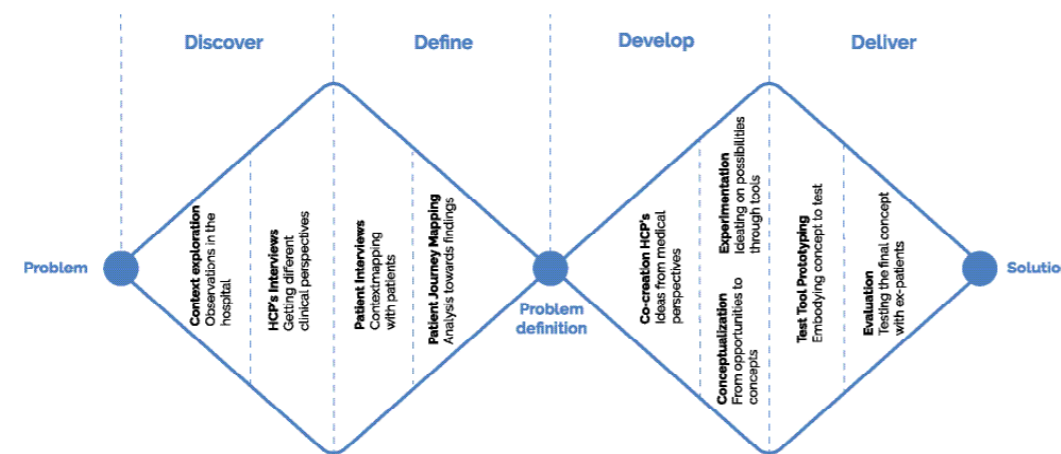 Discover
Define
Develop
Deliver
Problem
Context exploration
Observations in the
hospital
HCP's Interviews
Getting different
clinical perspectives
Patient Interviews
Contextmapping
with patients
Patient Journey Mapping
Analysis towards findings
Problem
definition
Co-creation HCP's
Ideas from medical
perspectives
Experimentation
Ideating on possibilities
through tools
Conceptualization
From opportunities to
concepts
Test Tool Prototyping
Embodying concept to test
Evaluation
Testing the final concept
with ex-patients
Solutio